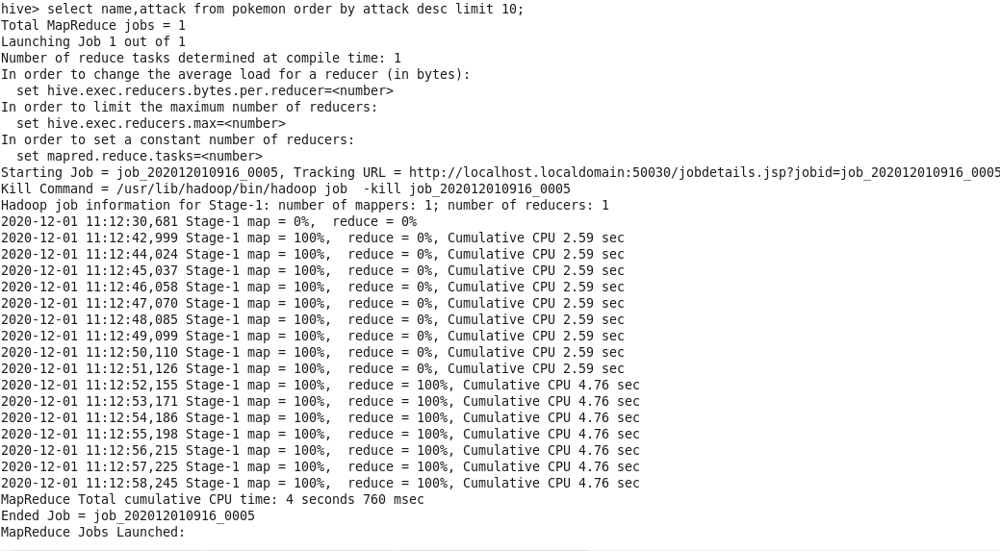 hive> select name,attack from pokemon order by attack desc limit 10;
Total MapReduce jobs = 1
Launching Job 1 out of 1
Number of reduce tasks determined at compile time: 1
In order to change the average load for a reducer (in bytes):
  set hive.exec.reducers.bytes.per.reducer=<number>
In order to limit the maximum number of reducers:
  set hive.exec.reducers.max=<number>
In order to set a constant number of reducers:
  set mapred.reduce.tasks=<number>
Starting Job = job_202012010916_0005, Tracking URL = http://localhost.localdomain:50030/jobdetails.jsp?jobid=job_202012010916_0005
Kill Command = /usr/lib/hadoop/bin/hadoop job  -kill job_202012010916_0005
Hadoop job information for Stage-1: number of mappers: 1; number of reducers: 1
2020-12-01 11:12:30,681 Stage-1 map = 0%,  reduce = 0%
2020-12-01 11:12:42,999 Stage-1 map = 100%,  reduce = 0%, Cumulative CPU 2.59 sec
2020-12-01 11:12:44,024 Stage-1 map = 100%,  reduce = 0%, Cumulative CPU 2.59 sec
2020-12-01 11:12:45,037 Stage-1 map = 100%,  reduce = 0%, Cumulative CPU 2.59 sec
2020-12-01 11:12:46,058 Stage-1 map = 100%,  reduce = 0%, Cumulative CPU 2.59 sec
2020-12-01 11:12:47,070 Stage-1 map = 100%,  reduce = 0%, Cumulative CPU 2.59 sec
2020-12-01 11:12:48,085 Stage-1 map = 100%,  reduce = 0%, Cumulative CPU 2.59 sec
2020-12-01 11:12:49,099 Stage-1 map = 100%,  reduce = 0%, Cumulative CPU 2.59 sec
2020-12-01 11:12:50,110 Stage-1 map = 100%,  reduce = 0%, Cumulative CPU 2.59 sec
2020-12-01 11:12:51,126 Stage-1 map = 100%,  reduce = 0%, Cumulative CPU 2.59 sec
2020-12-01 11:12:52,155 Stage-1 map = 100%,  reduce = 100%, Cumulative CPU 4.76 sec
2020-12-01 11:12:53,171 Stage-1 map = 100%,  reduce = 100%, Cumulative CPU 4.76 sec
2020-12-01 11:12:54,186 Stage-1 map = 100%,  reduce = 100%, Cumulative CPU 4.76 sec
2020-12-01 11:12:55,198 Stage-1 map = 100%,  reduce = 100%, Cumulative CPU 4.76 sec
2020-12-01 11:12:56,215 Stage-1 map = 100%,  reduce = 100%, Cumulative CPU 4.76 sec
2020-12-01 11:12:57,225 Stage-1 map = 100%,  reduce = 100%, Cumulative CPU 4.76 sec
2020-12-01 11:12:58,245 Stage-1 map = 100%,  reduce = 100%, Cumulative CPU 4.76 sec
MapReduce Total cumulative CPU time: 4 seconds 760 msec
Ended Job = job_202012010916_0005
MapReduce Jobs Launched: